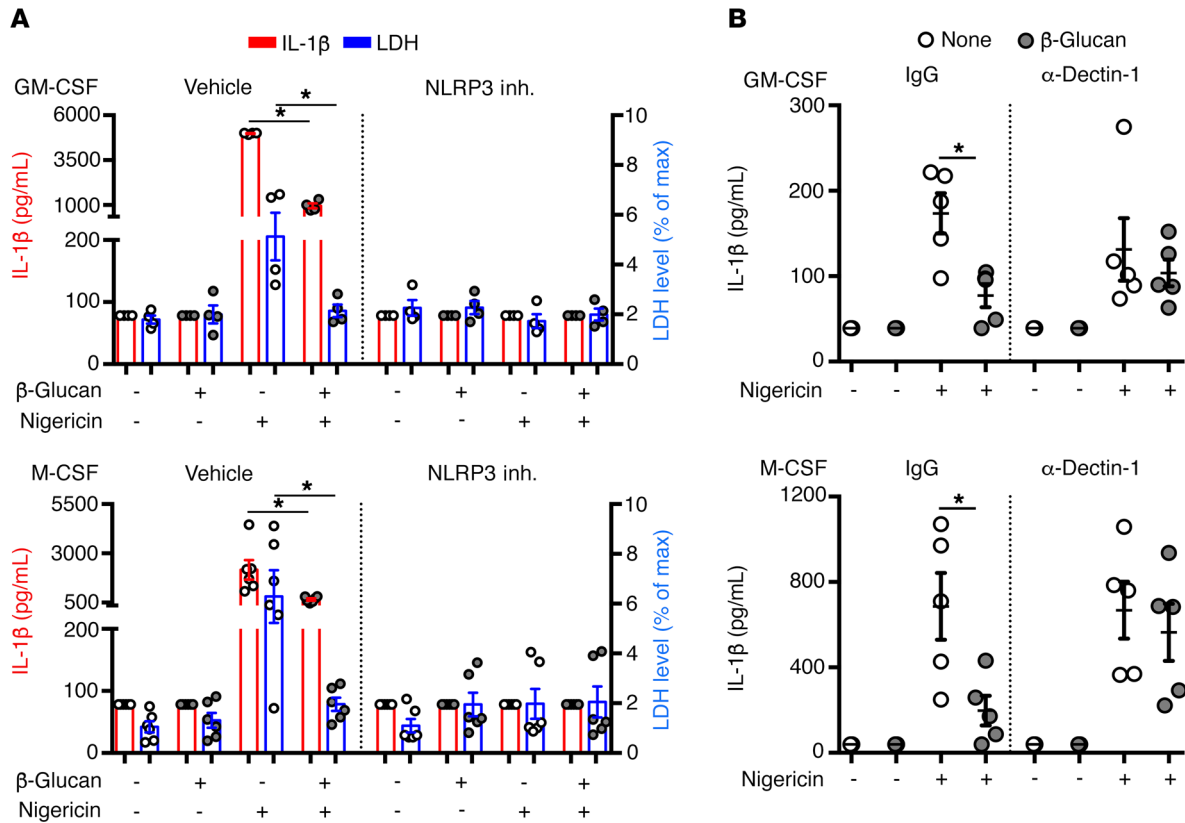 A
IL-1β LDH
GM-CSF Vehicle NLRP3 inh.
* *
6000
3500
1000
200
100
0
IL-1β (pg/mL)
10
8
6
4
2
0
LDH level (% of max)
β-Glucan - + - + - + - +
Nigericin - - + + - - + +
M-CSF Vehicle NLRP3 inh.
* *
5500
3000
500
200
100
0
IL-1β (pg/mL)
10
8
6
4
2
0
LDH level (% of max)
β-Glucan - + - + - + - +
Nigericin - - + + - - + +
B
None β-Glucan
GM-CSF IgG α-Dectin-1
*
300
200
100
0
IL-1β (pg/mL)
Nigericin - - + + - - + +
M-CSF IgG α-Dectin-1
*
1200
800
400
0
IL-1β (pg/mL)
Nigericin - - + + - - + +